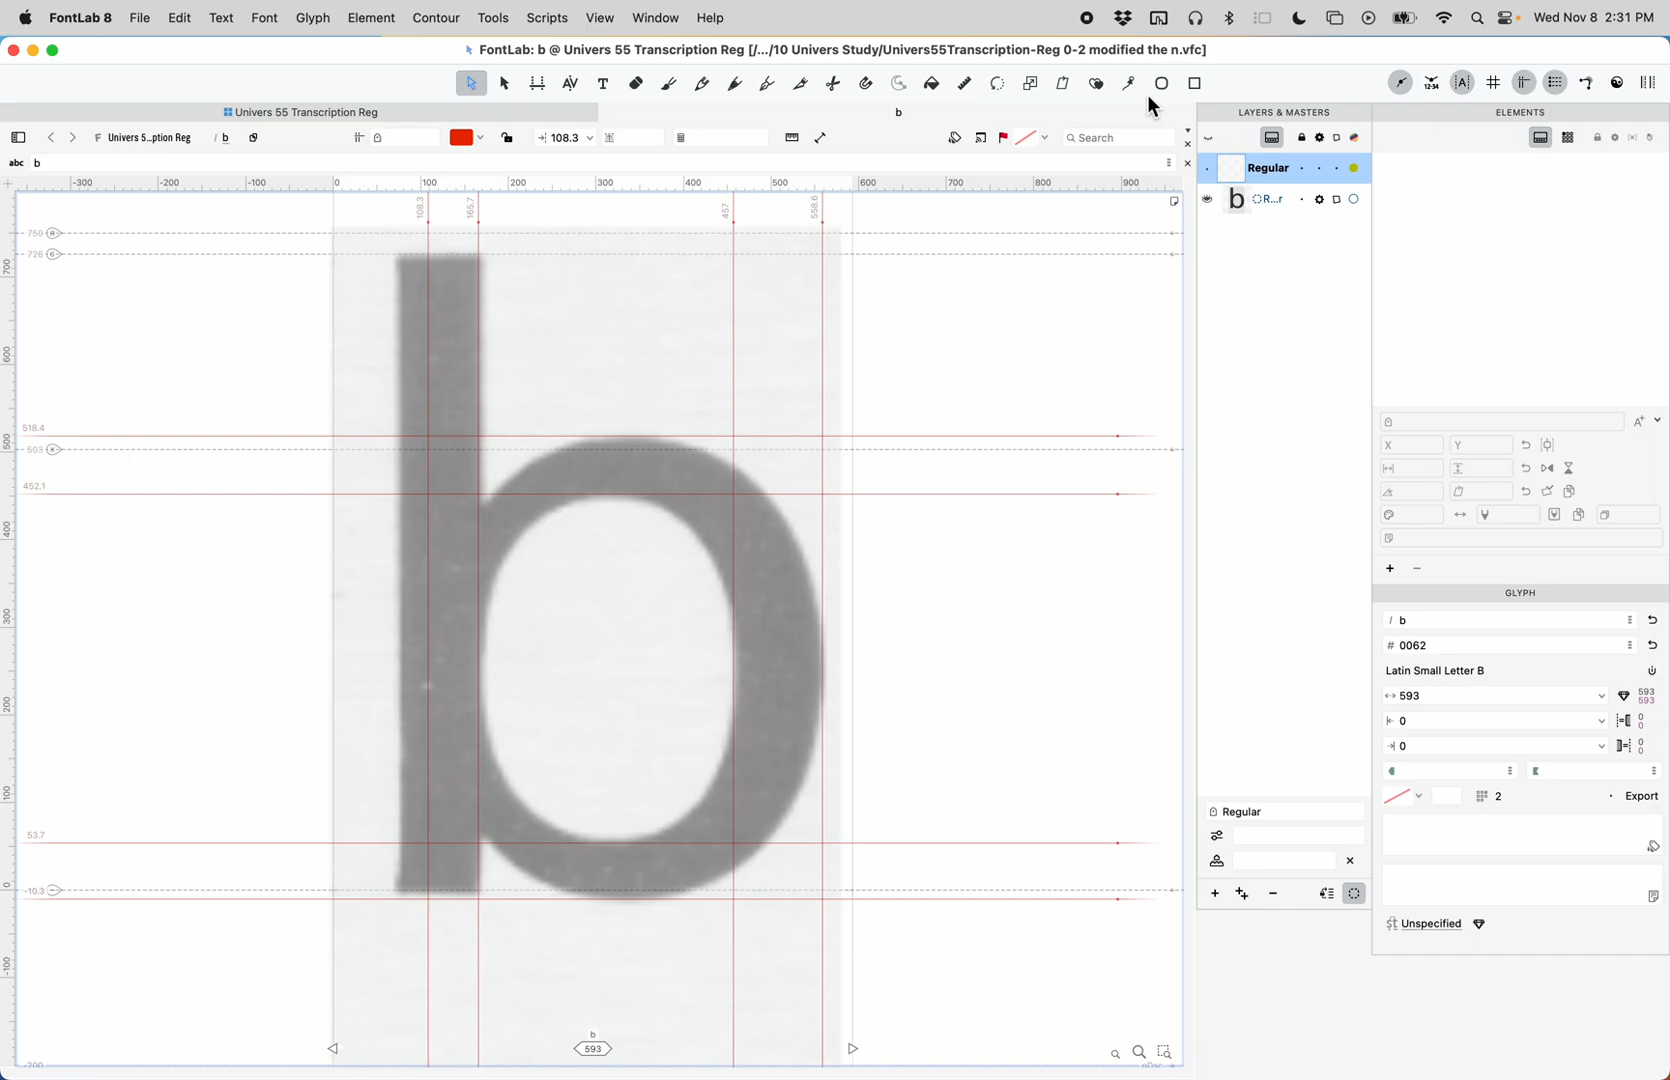 FontLab 8 File Edit Text Font Glyph Element Contour Tools Scripts View Window Help Wed Nov 8 2:31 PM
FontLab: b @ Univers 55 Transcription Reg [/.../10 Univers Study/Univers55Transcription-Reg 0-2 modified the n.vfc]
Univers 55 Transcription Reg
b
LAYERS & MASTERS
ELEMENTS
Univers 5...ption Reg / b
108.3
Search
abc b
-300 -200 -100 0 100 200 300 400 500 600 700 800 900
Regular
b R...r
108.3 165.7 457 558.6
750
726
700
600
518.4
500
503
452.1
400
300
200
100
53.7
0
-10.3
-100
-200
b
593
X Y
GLYPH
/ b
# 0062
Latin Small Letter B
593 593
593
0 0
0
0 0
0
2 Export
Regular
Unspecified